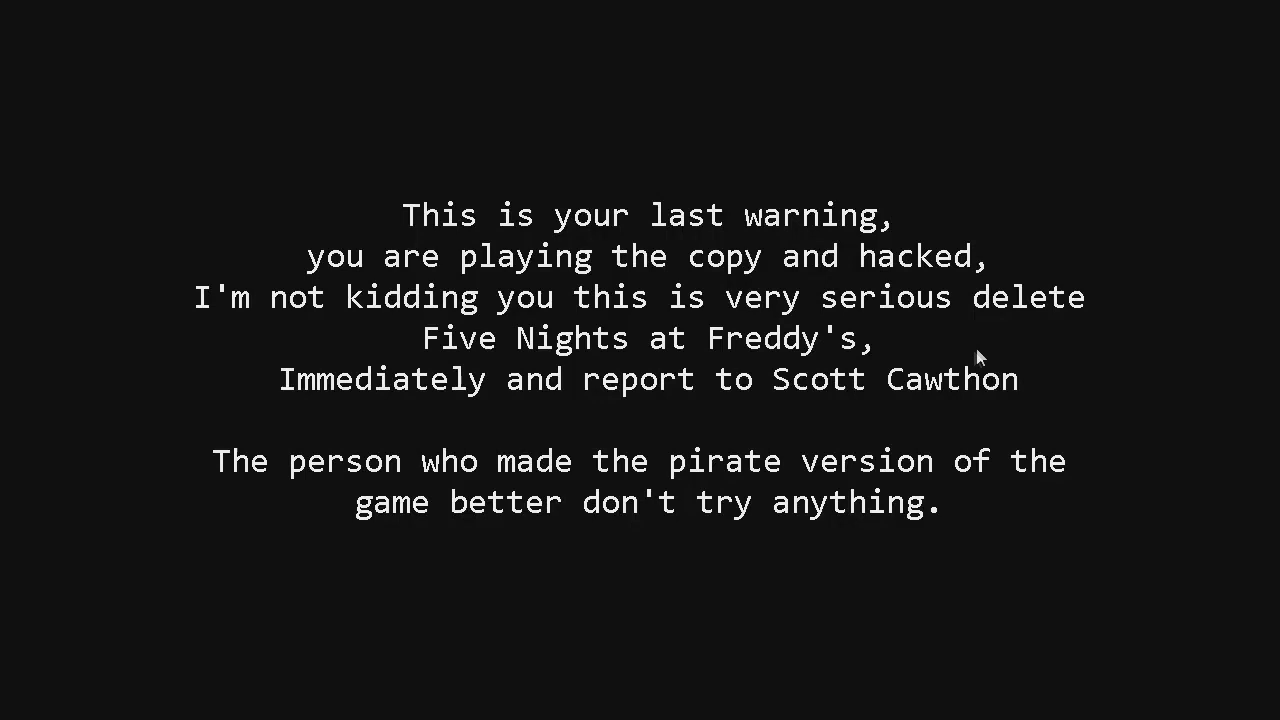 This is your last warning,
you are playing the copy and hacked,
I'm not kidding you this is very serious delete
Five Nights at Freddy's,
Immediately and report to Scott Cawthon
The person who made the pirate version of the
game better don't try anything.